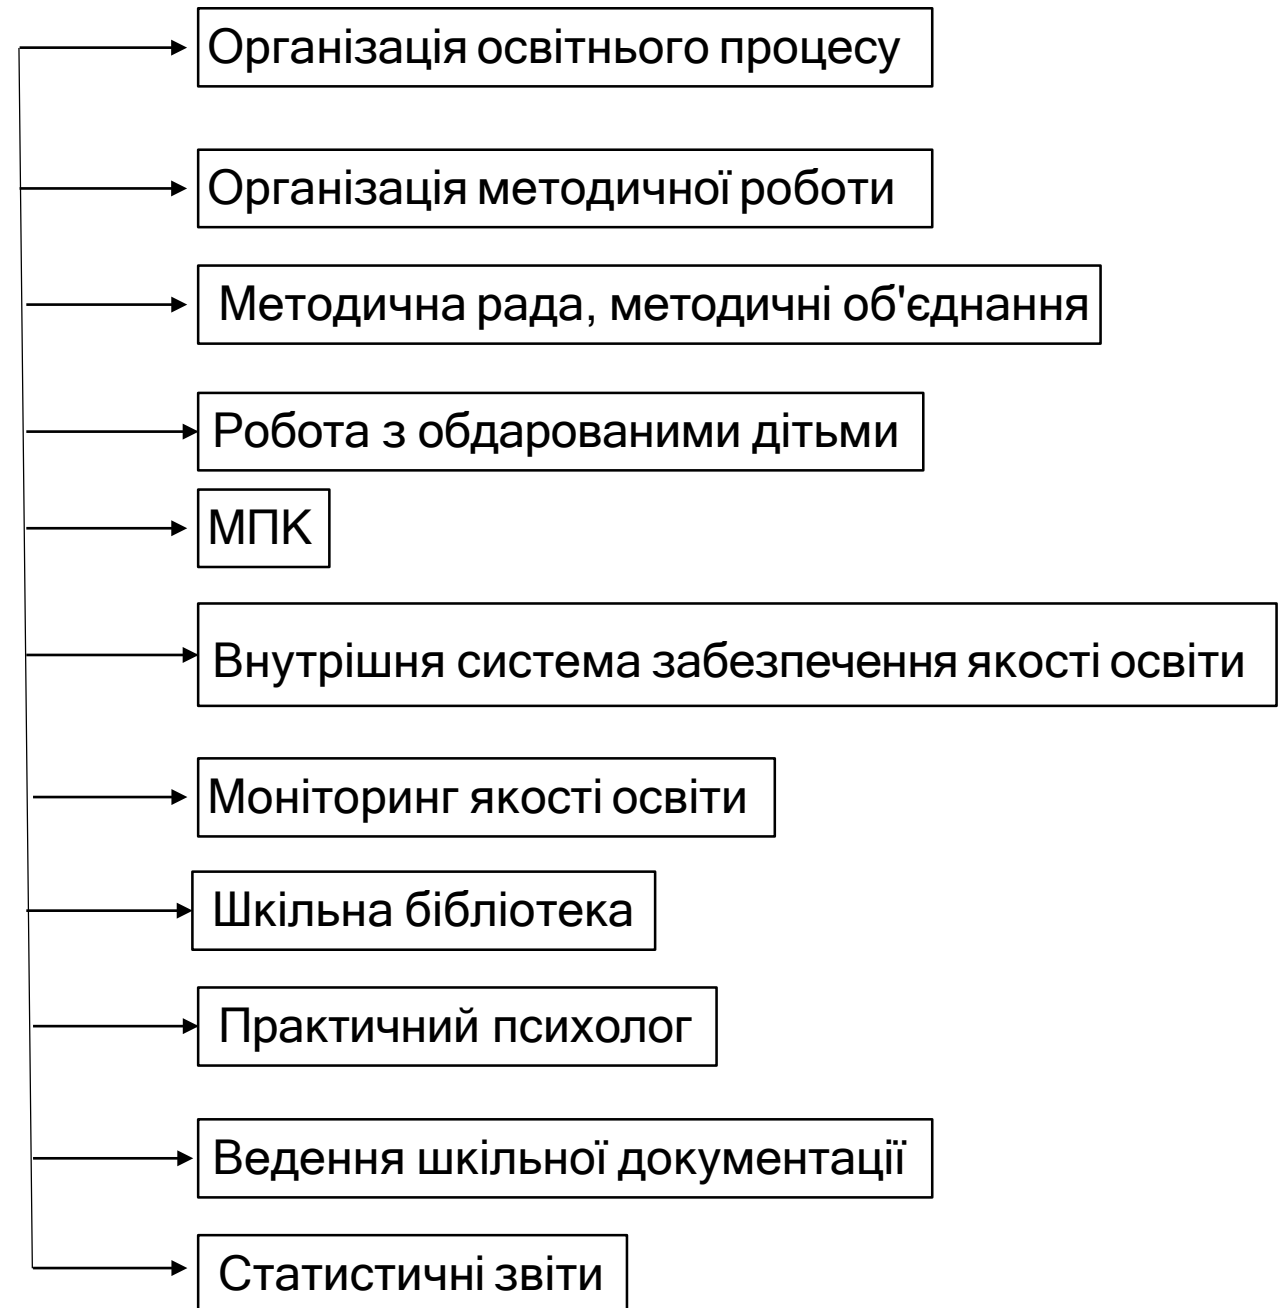 Організація освітнього процесу
Організація методичної роботи
Методична рада, методичні об'єднання
Робота з обдарованими дітьми
МПК
Внутрішня система забезпечення якості освіти
Моніторинг якості освіти
Шкільна бібліотека
Практичний психолог
Ведення шкільної документації
Статистичні звіти